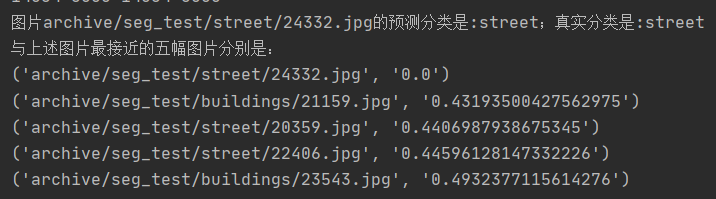 图片archive/seg_test/street/24332.jpg的预测分类是:street；真实分类是:street
与上述图片最接近的五幅图片分别是：
('archive/seg_test/street/24332.jpg', '0.0')
('archive/seg_test/buildings/21159.jpg', '0.43193500427562975')
('archive/seg_test/street/20359.jpg', '0.4406987938675345')
('archive/seg_test/street/22406.jpg', '0.44596128147332226')
('archive/seg_test/buildings/23543.jpg', '0.4932377115614276')